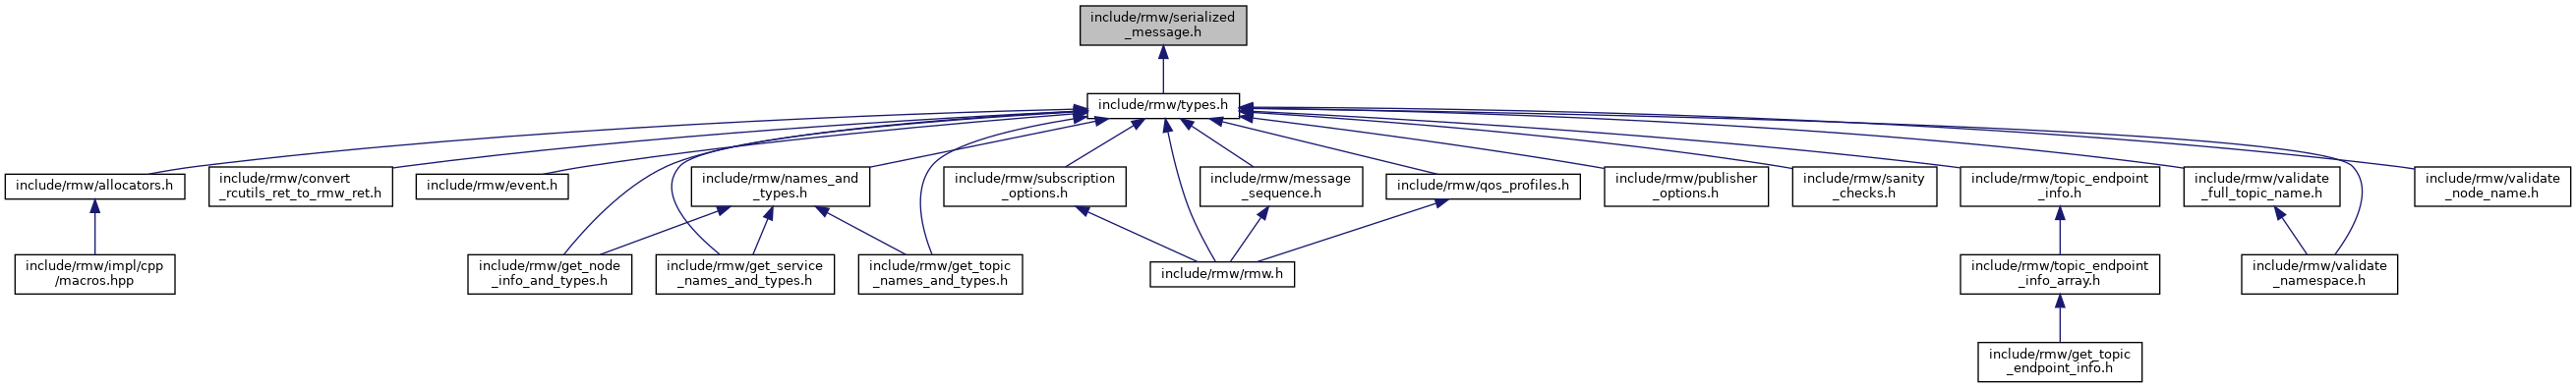 include/rmw/serialized
_message.h
include/rmw/types.h
include/rmw/allocators.h
include/rmw/convert
_rcutils_ret_to_rmw_ret.h
include/rmw/event.h
include/rmw/names_and
_types.h
include/rmw/subscription
_options.h
include/rmw/message
_sequence.h
include/rmw/qos_profiles.h
include/rmw/publisher
_options.h
include/rmw/sanity
_checks.h
include/rmw/topic_endpoint
_info.h
include/rmw/validate
_full_topic_name.h
include/rmw/validate
_node_name.h
include/rmw/impl/cpp
/macros.hpp
include/rmw/get_node
_info_and_types.h
include/rmw/get_service
_names_and_types.h
include/rmw/get_topic
_names_and_types.h
include/rmw/rmw.h
include/rmw/topic_endpoint
_info_array.h
include/rmw/validate
_namespace.h
include/rmw/get_topic
_endpoint_info.h